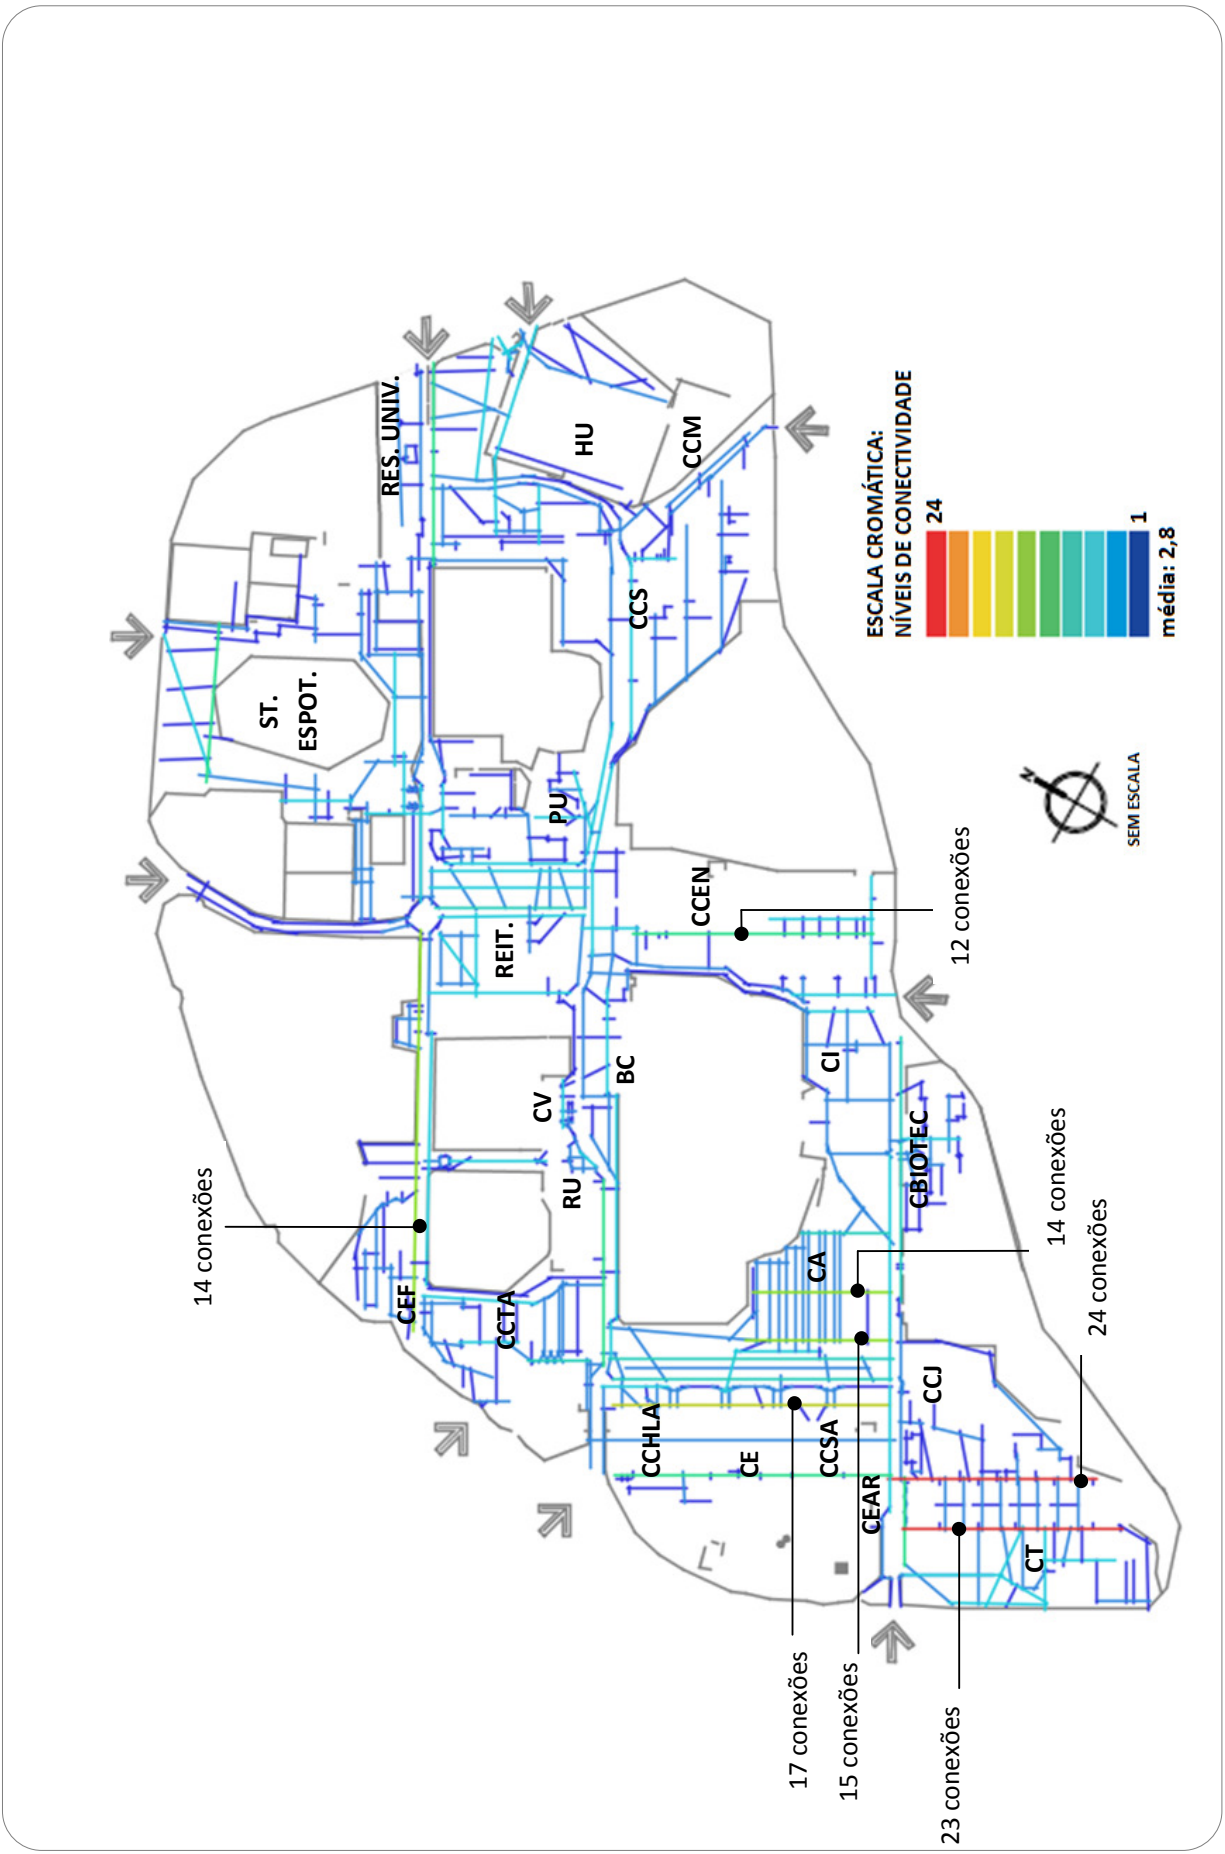 14 conexões
RES. UNIV.
HU
CCM
ST.
ESPOT.
CCS
PU
REIT.
CCEN
12 conexões
CV
BC
RU
CI
CBIOTEC
CEF
CCTA
CA
14 conexões
24 conexões
CCHLA
CE
CCSA
CCJ
CEAR
CT
17 conexões
15 conexões
23 conexões
ESCALA CROMÁTICA:
NÍVEIS DE CONECTIVIDADE
24
1
média: 2,8
N
SEM ESCALA